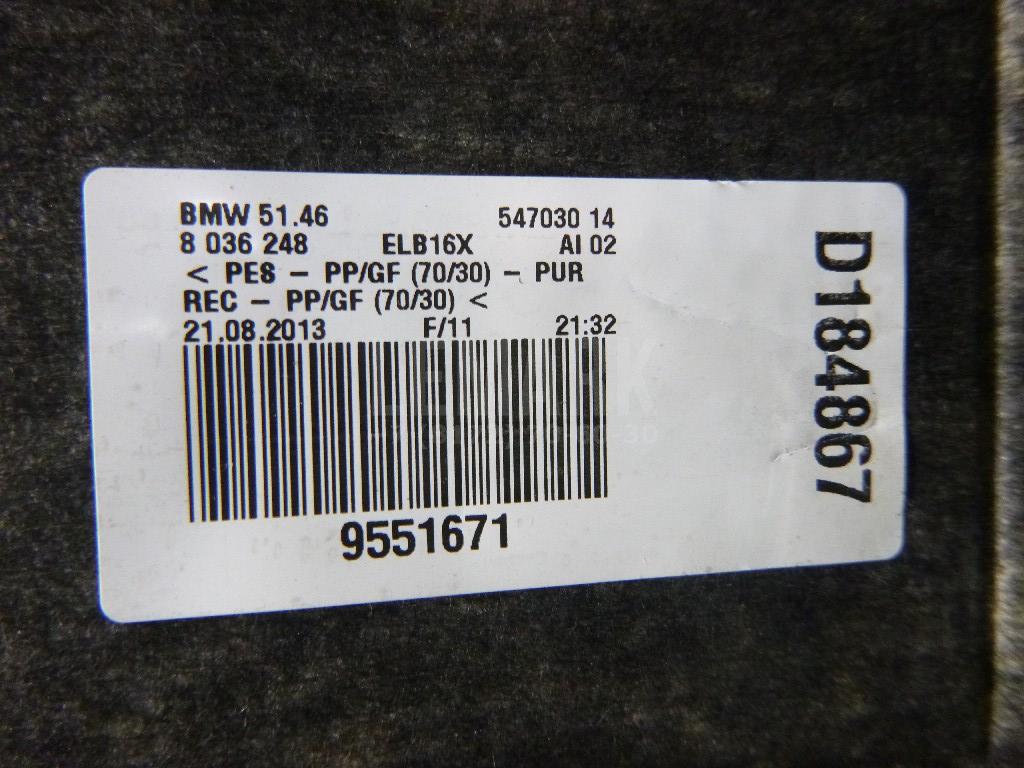 BMW 51.46 547030 14
8 036 248 ELB16X AI 02
< PES – PP/GF (70/30) – PUR
REC – PP/GF (70/30) <
21.08.2013 F/11 21:32
9551671
D184867